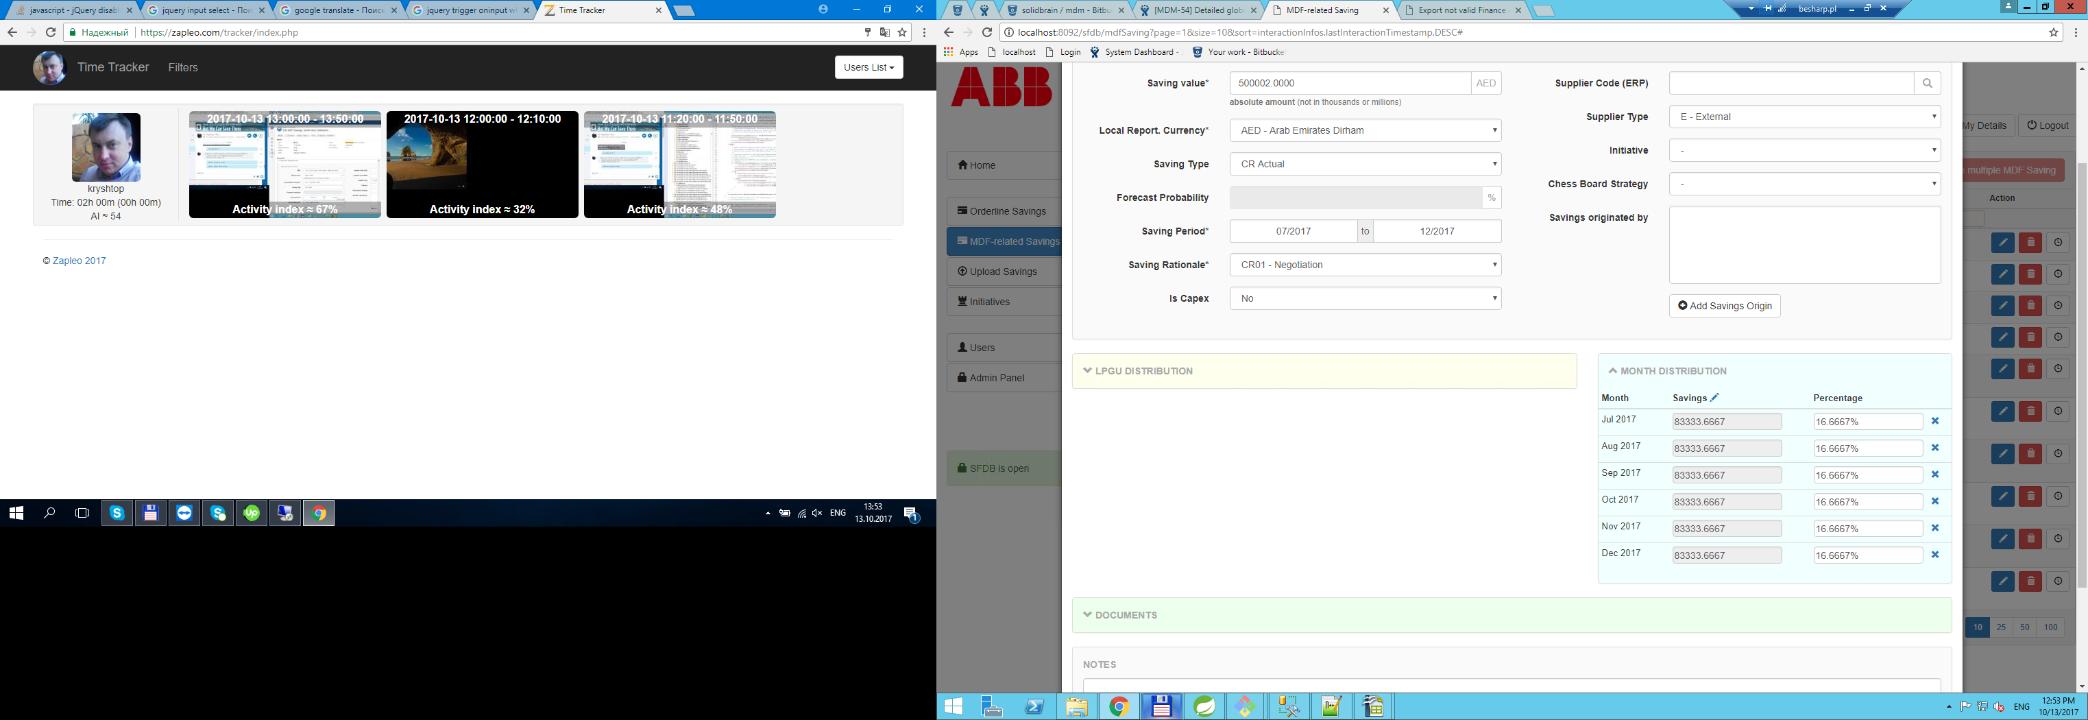 javascript - jQuery disabl
jquery input select - Пои
google translate - Поиск
jquery trigger oninput w
Time Tracker
Надежный
https://zapleo.com/tracker/index.php
Time Tracker
Filters
Users List
2017-10-13 13:00:00 - 13:50:00
2017-10-13 12:00:00 - 12:10:00
2017-10-13 11:20:00 - 11:50:00
Activity index ≈ 67%
Activity index ≈ 32%
Activity index ≈ 48%
kryshtop
Time: 02h 00m (00h 00m)
AI ~ 54
© Zapleo 2017
ENG
13:53
13.10.2017
1
solidbrain / mdm - Bitbu
[MDM-54] Detailed glob
MDF-related Saving
Export not valid Finance
besharp.pl
localhost:8092/sfdb/mdfSaving?page=1&size=10&sort=interactionInfos.lastInteractionTimestamp.DESC#
Apps
localhost
Login
System Dashboard -
Your work - Bitbucke
ABB
Home
Orderline Savings
MDF-related Savings
Upload Savings
Initiatives
Users
Admin Panel
SFDB is open
Saving value*
500002.0000
AED
absolute amount (not in thousands or millions)
Local Report. Currency*
AED - Arab Emirates Dirham
Saving Type
CR Actual
Forecast Probability
%
Saving Period*
07/2017
to
12/2017
Saving Rationale*
CR01 - Negotiation
Is Capex
No
Supplier Code (ERP)
Supplier Type
E - External
Initiative
-
Chess Board Strategy
-
Savings originated by
Add Savings Origin
LPGU DISTRIBUTION
MONTH DISTRIBUTION
Month Savings Percentage
Jul 2017 83333.6667 16.6667%
Aug 2017 83333.6667 16.6667%
Sep 2017 83333.6667 16.6667%
Oct 2017 83333.6667 16.6667%
Nov 2017 83333.6667 16.6667%
Dec 2017 83333.6667 16.6667%
DOCUMENTS
NOTES
My Details
Logout
multiple MDF Saving
Action
10 25 50 100
ENG
12:53 PM
10/13/2017